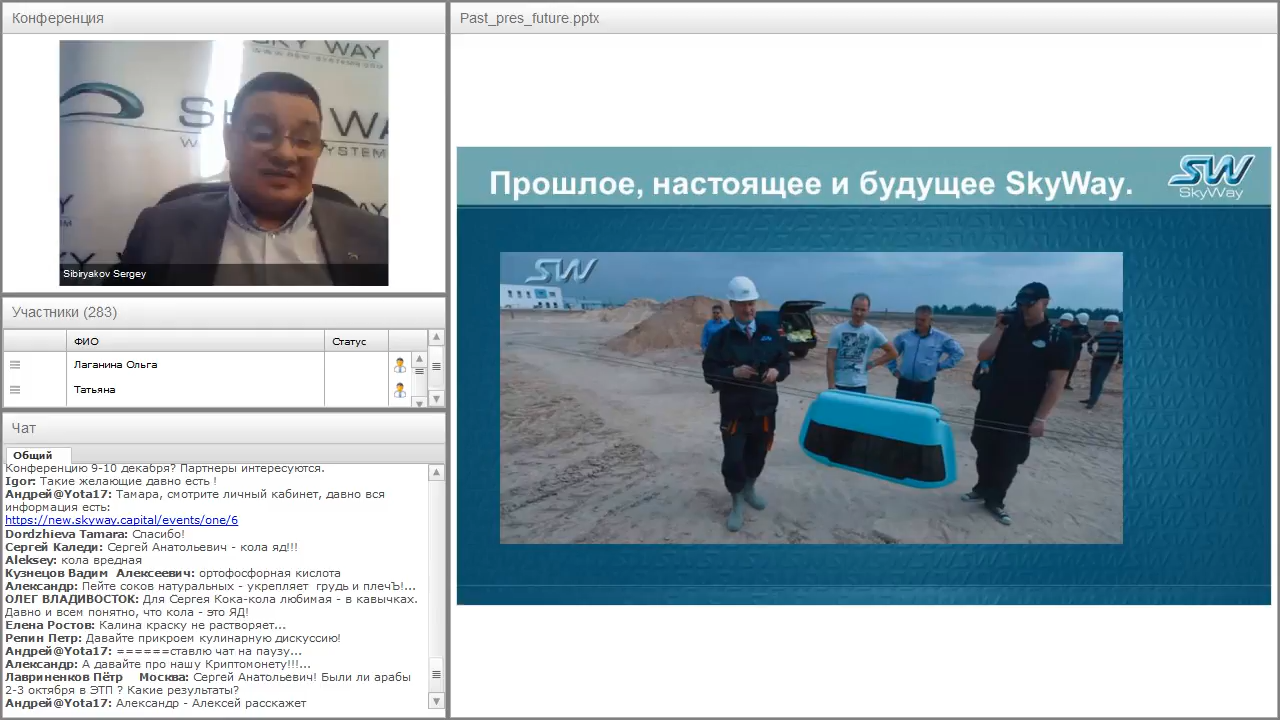 Конференция
SKY WAY
SKY WAY
YSTEM
Sibiryakov Sergey
Участники (283)
ФИО
Статус
Лаганина Ольга
Татьяна
Чат
Общий
Конференцию 9-10 декабря? Партнеры интересуются.
Igor: Такие желающие давно есть !
Андрей@Yota17: Тамара, смотрите личный кабинет, давно вся
информация есть:
https://new.skyway.capital/events/one/6
Dordzhieva Tamara: Спасибо!
Сергей Каледи: Сергей Анатольевич - кола яд!!!
Aleksey: кола вредная
Кузнецов Вадим Алексеевич: ортофосфорная кислота
Александр: Пейте соков натуральных - укрепляет грудь и плечЪ!...
ОЛЕГ ВЛАДИВОСТОК: Для Сергея Кока-кола любимая - в кавычках.
Давно и всем понятно, что кола - это ЯД!
Елена Ростов: Калина краску не растворяет...
Репин Петр: Давайте прикроем кулинарную дискуссию!
Андрей@Yota17: ======ставлю чат на паузу...
Александр: А давайте про нашу Криптомонету!!!...
Лавриненков Пётр Москва: Сергей Анатольевич! Были ли арабы
2-3 октября в ЭТП ? Какие результаты?
Андрей@Yota17: Александр - Алексей расскажет
Past_pres_future.pptx
Прошлое, настоящее и будущее SkyWay.
SW
SkyWay
SW